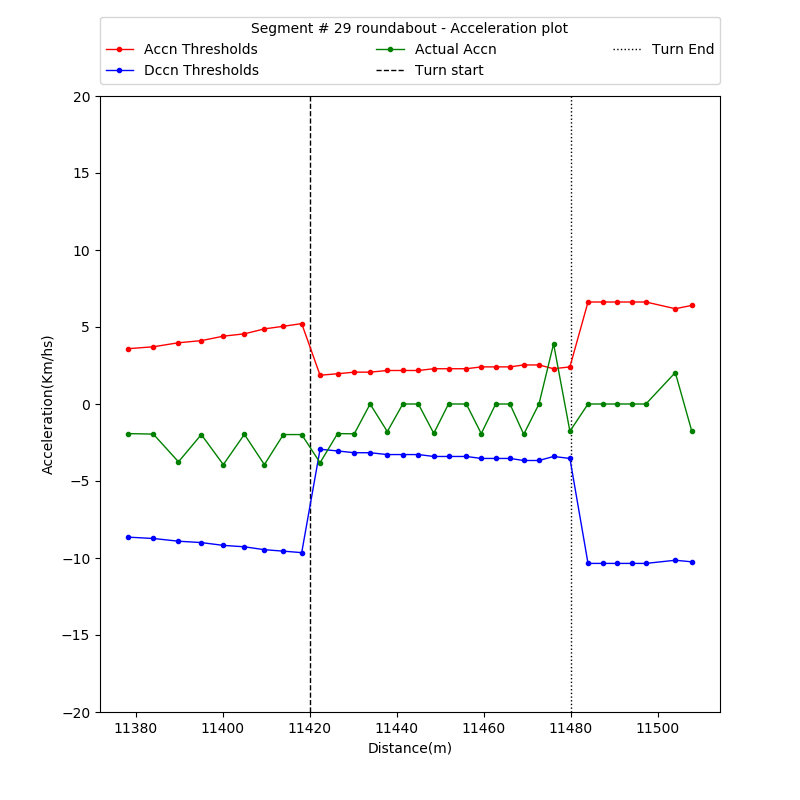 Segment # 29 roundabout - Acceleration plot
Accn Thresholds Actual Accn Turn End
Dccn Thresholds Turn start
20
15
10
5
0
−5
−10
−15
−20
Acceleration(Km/hs)
11380 11400 11420 11440 11460 11480 11500
Distance(m)